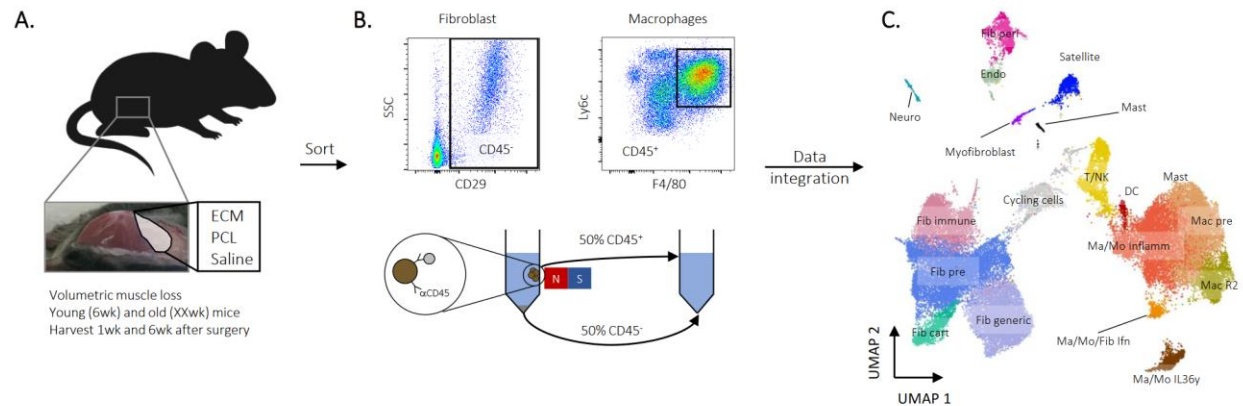 A.
ECM
PCL
Saline
Volumetric muscle loss
Young (6wk) and old (XXwk) mice
Harvest 1wk and 6wk after surgery
Sort
B.
Fibroblast
SSC
CD45-
CD29
Macrophages
Ly6c
CD45+
F4/80
αCD45
N
S
50% CD45+
50% CD45-
Data
integration
C.
Fib peri
Endo
Satellite
Neuro
Mast
Myofibroblast
T/NK
Mast
Cycling cells
DC
Fib immune
Mac pre
Ma/Mo inflamm
Fib pre
Mac R2
Fib generic
Fib cart
Ma/Mo/Fib Ifn
Ma/Mo IL36y
UMAP 2
UMAP 1